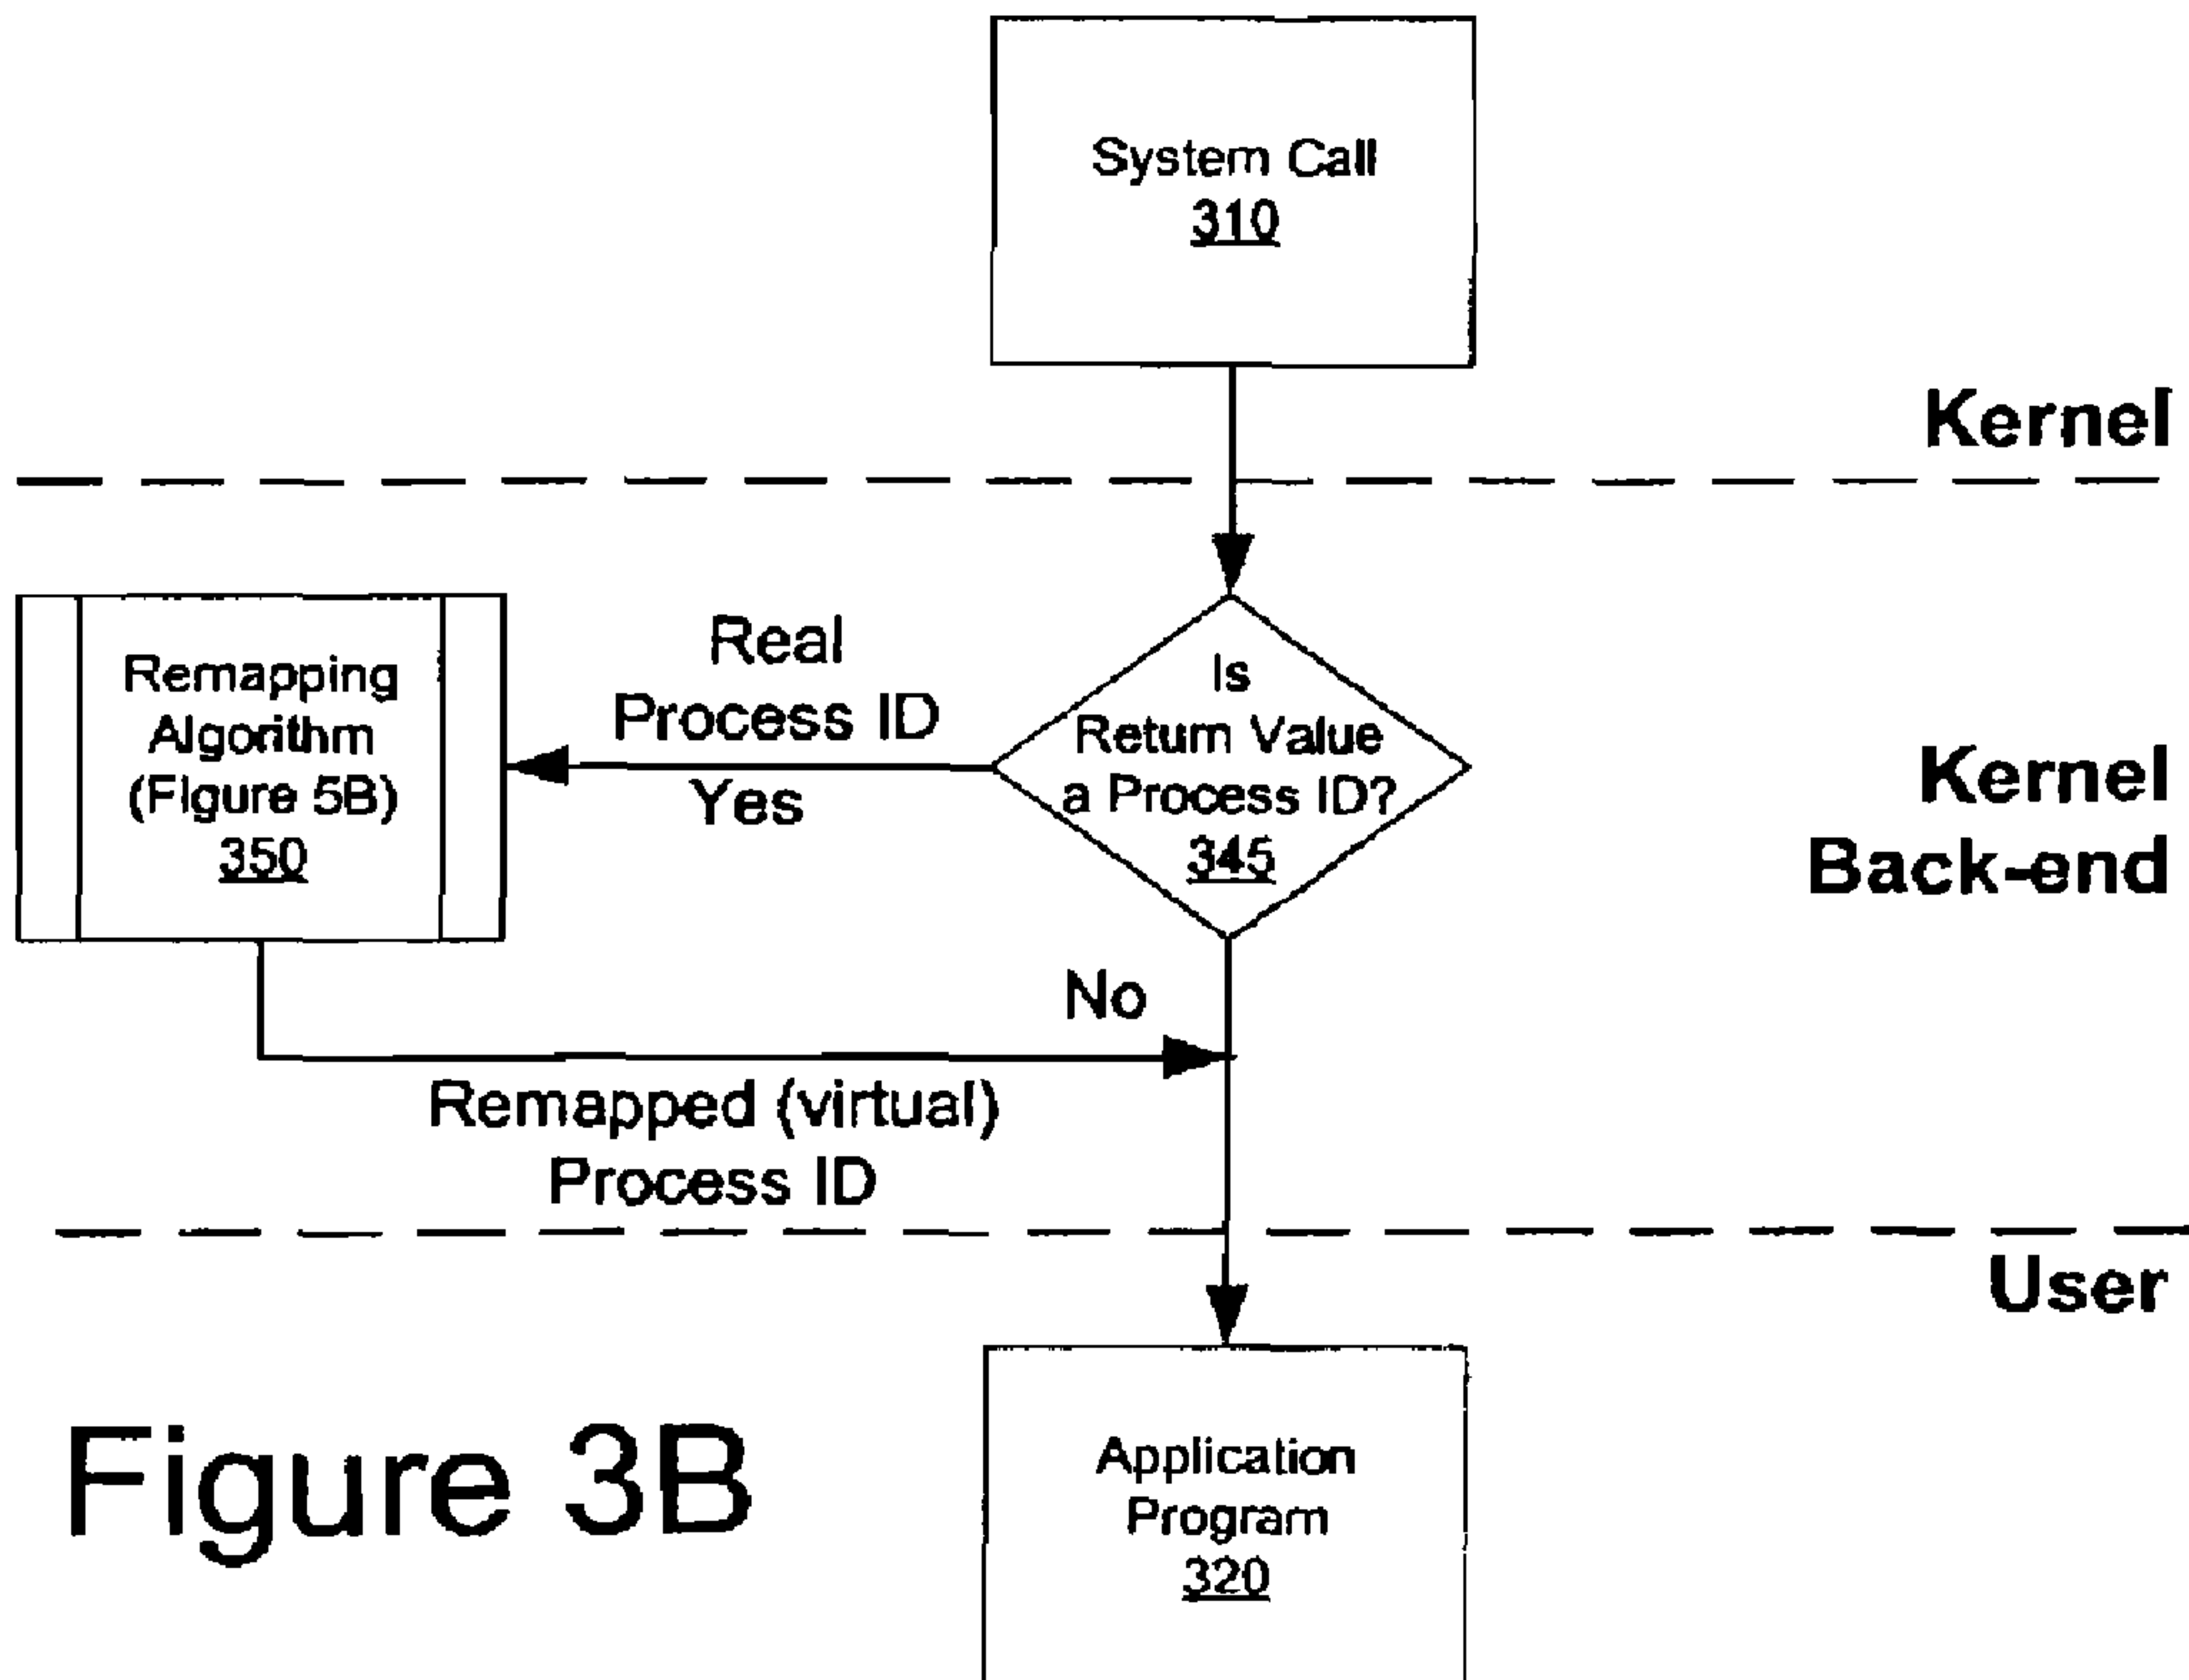 System Call
310
Kernel
Real
Process ID
Yes
Remapping
Algorithm
(Figure 5B)
350
Is
Return Value
a Process ID?
345
Kernel
Back-end
No
Remapped (virtual)
Process ID
User
Application
Program
320
Figure 3B